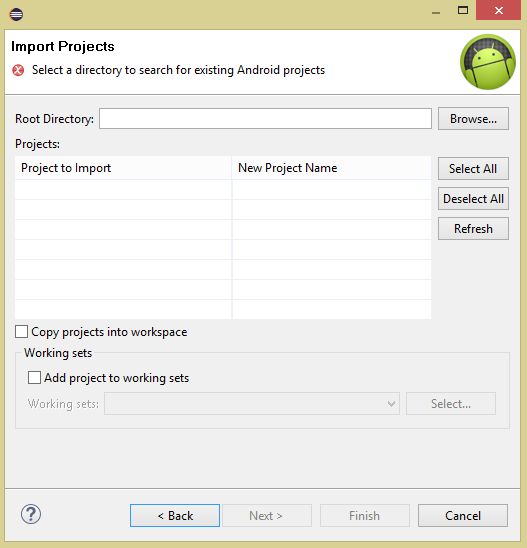 Import Projects
Select a directory to search for existing Android projects
Root Directory:
Browse...
Projects:
Project to Import New Project Name
Select All
Deselect All
Refresh
Copy projects into workspace
Working sets
Add project to working sets
Working sets:
Select...
? < Back Next > Finish Cancel